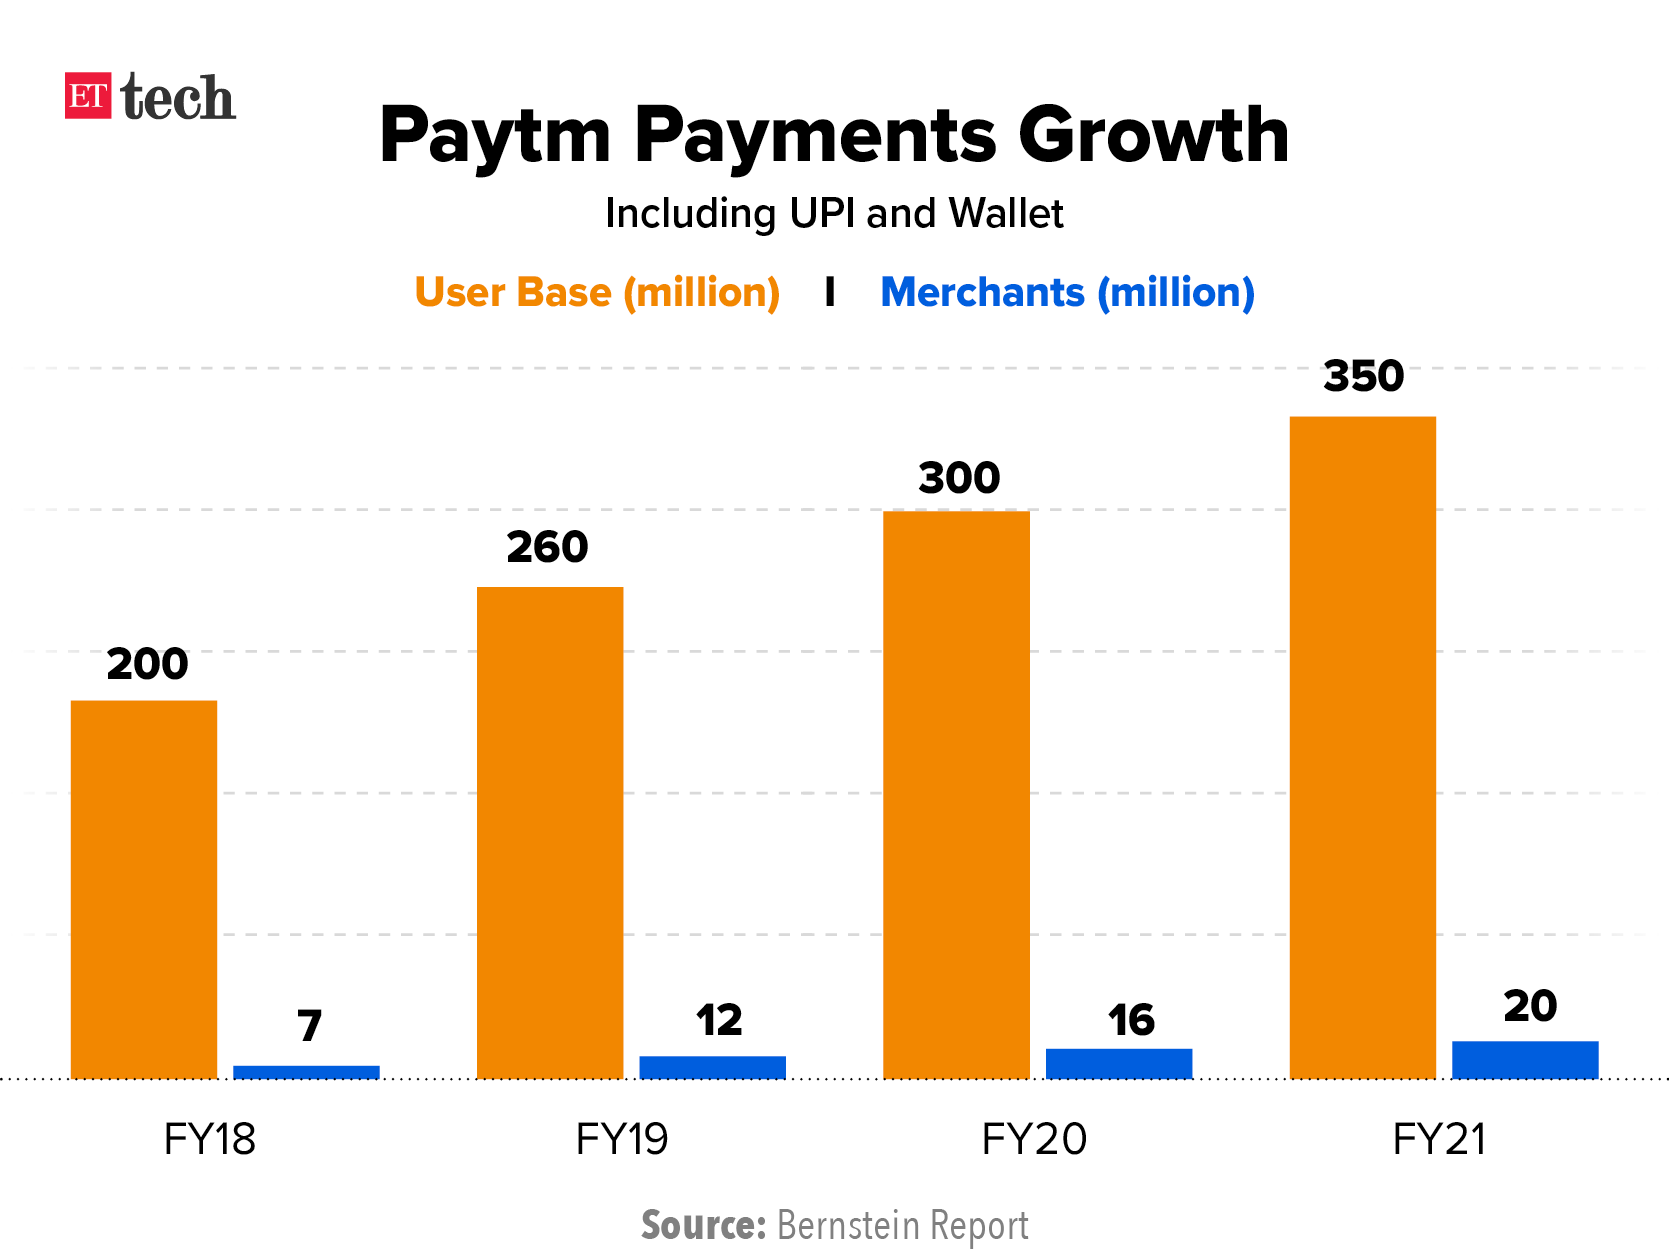 ET tech
Paytm Payments Growth
Including UPI and Wallet
User Base (million) I Merchants (million)
350
300
260
200
20
16
12
7
FY18 FY19 FY20 FY21
Source: Bernstein Report